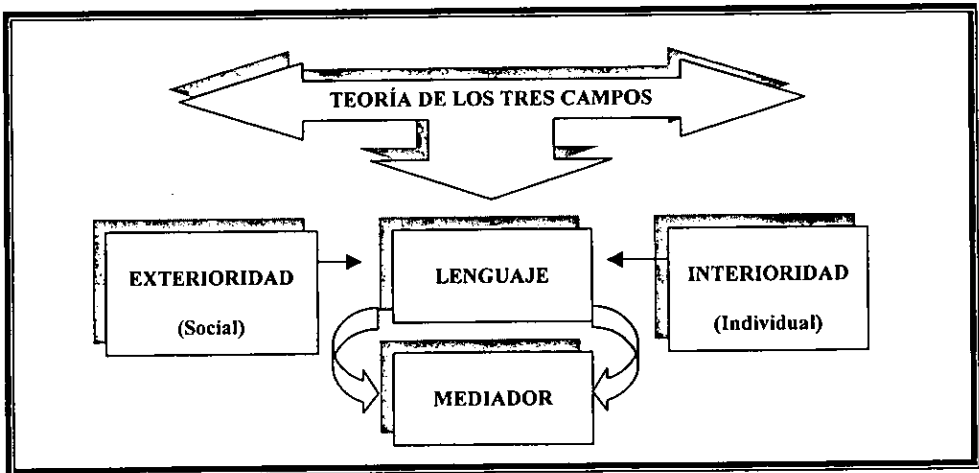 TEORÍA DE LOS TRES CAMPOS
EXTERIORIDAD
(Social)
LENGUAJE
INTERIORIDAD
(Individual)
MEDIADOR